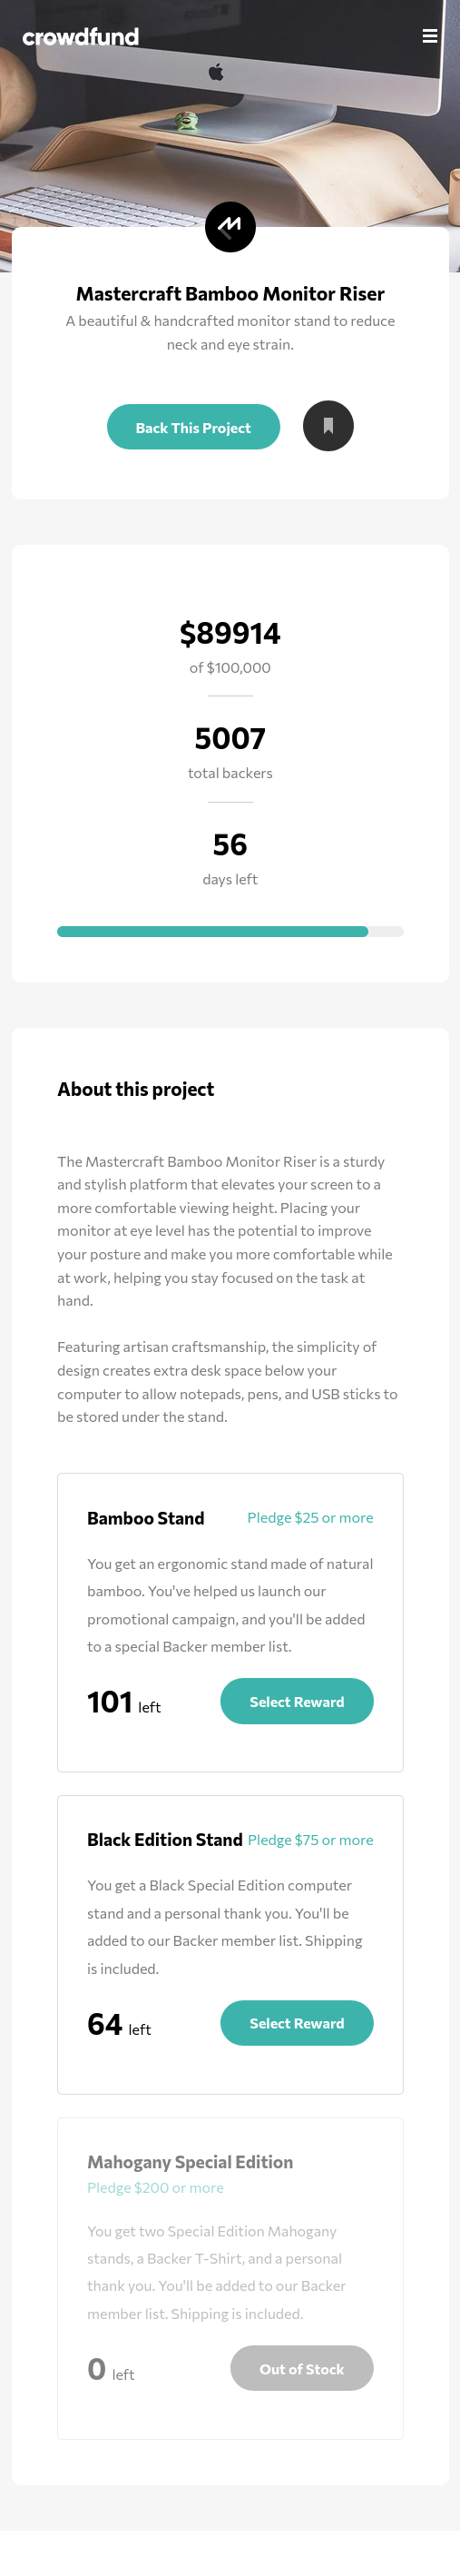 crowdfund
Mastercraft Bamboo Monitor Riser
A beautiful & handcrafted monitor stand to reduce
neck and eye strain.
Back This Project
$89914
of $100,000
5007
total backers
56
days left
About this project
The Mastercraft Bamboo Monitor Riser is a sturdy
and stylish platform that elevates your screen to a
more comfortable viewing height. Placing your
monitor at eye level has the potential to improve
your posture and make you more comfortable while
at work, helping you stay focused on the task at
hand.
Featuring artisan craftsmanship, the simplicity of
design creates extra desk space below your
computer to allow notepads, pens, and USB sticks to
be stored under the stand.
Bamboo Stand Pledge $25 or more
You get an ergonomic stand made of natural
bamboo. You've helped us launch our
promotional campaign, and you'll be added
to a special Backer member list.
101 left Select Reward
Black Edition Stand Pledge $75 or more
You get a Black Special Edition computer
stand and a personal thank you. You'll be
added to our Backer member list. Shipping
is included.
64 left Select Reward
Mahogany Special Edition
Pledge $200 or more
You get two Special Edition Mahogany
stands, a Backer T-Shirt, and a personal
thank you. You'll be added to our Backer
member list. Shipping is included.
0 left Out of Stock